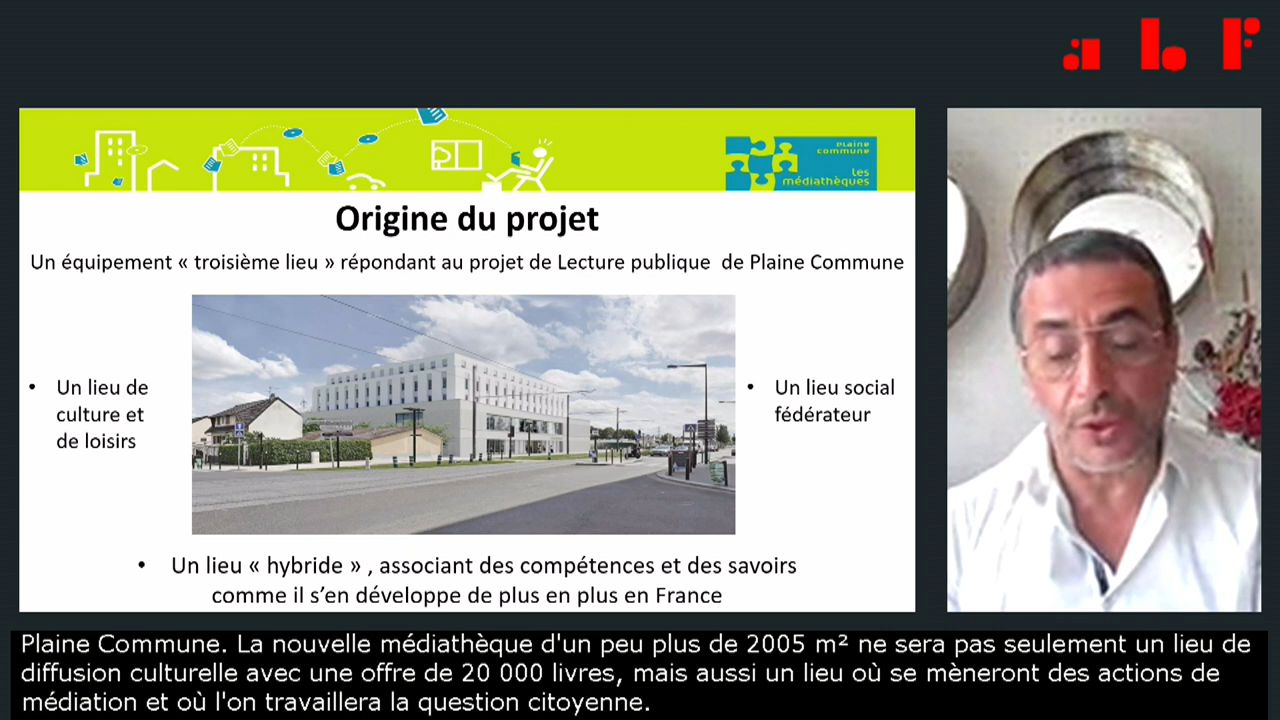 abf
plaine
commune
Les
médiathèques
Origine du projet
Un équipement « troisième lieu » répondant au projet de Lecture publique de Plaine Commune
• Un lieu de
culture et
de loisirs
• Un lieu social
fédérateur
• Un lieu « hybride » , associant des compétences et des savoirs
comme il s’en développe de plus en plus en France
Plaine Commune. La nouvelle médiathèque d'un peu plus de 2005 m² ne sera pas seulement un lieu de
diffusion culturelle avec une offre de 20 000 livres, mais aussi un lieu où se mèneront des actions de
médiation et où l'on travaillera la question citoyenne.